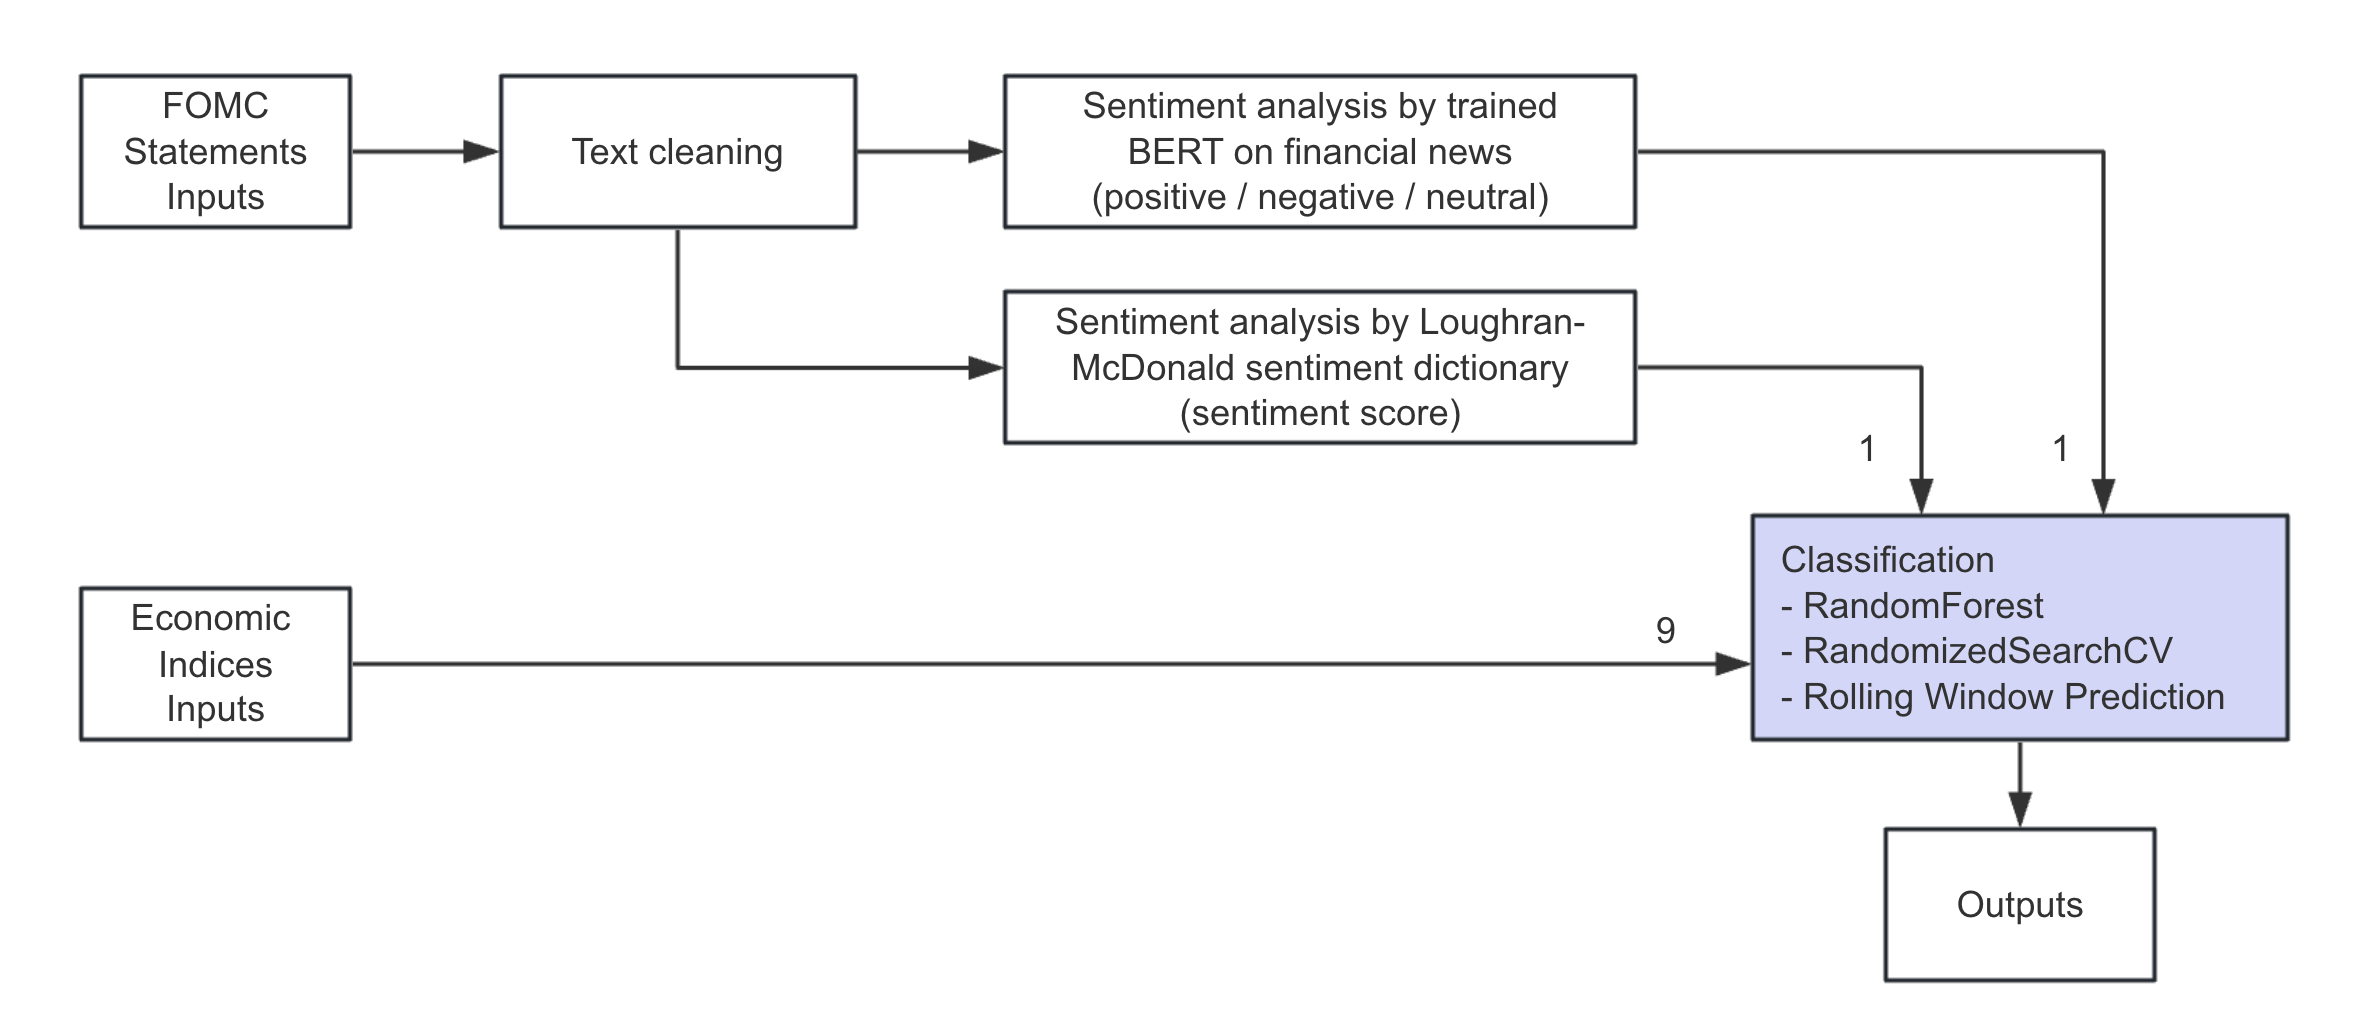 FOMC
Statements
Inputs
Text cleaning
Sentiment analysis by trained
BERT on financial news
(positive / negative / neutral)
Sentiment analysis by Loughran-
McDonald sentiment dictionary
(sentiment score)
1
1
Economic
Indices
Inputs
9
Classification
- RandomForest
- RandomizedSearchCV
- Rolling Window Prediction
Outputs